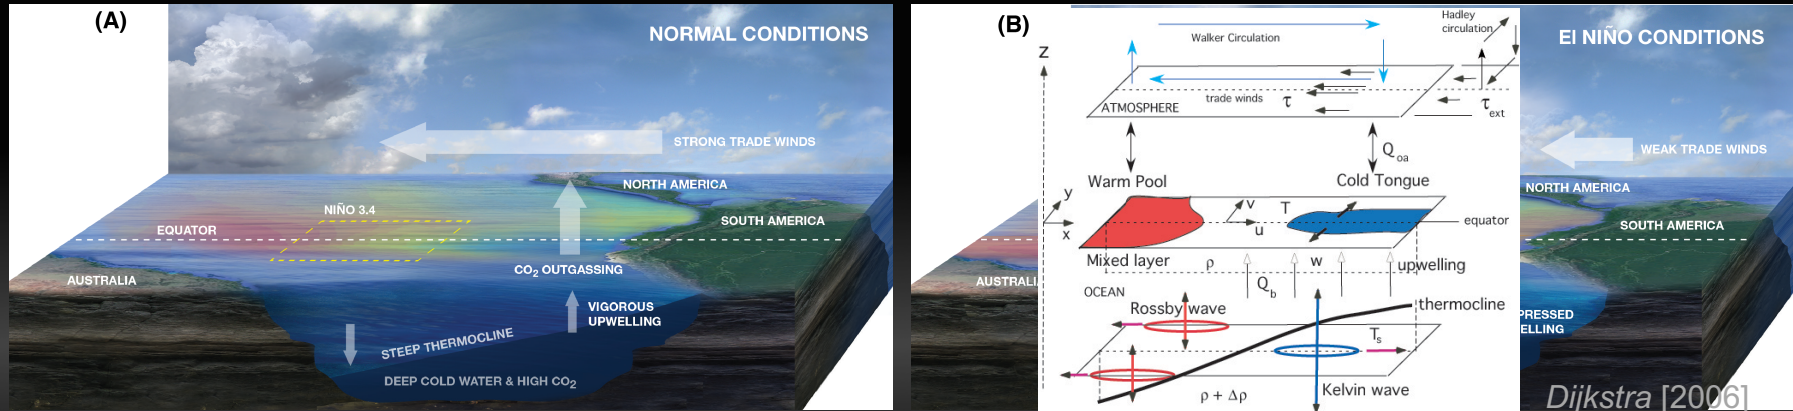 (A)
NORMAL CONDITIONS
STRONG TRADE WINDS
NORTH AMERICA
NIÑO 3.4
SOUTH AMERICA
EQUATOR
CO2 OUTGASSING
AUSTRALIA
VIGOROUS
UPWELLING
STEEP THERMOCLINE
DEEP COLD WATER & HIGH CO2
(B)
Hadley
circulation
El NIÑO CONDITIONS
Walker Circulation
z
trade winds
τ
τext
ATMOSPHERE
WEAK TRADE WINDS
Qoa
Warm Pool
Cold Tongue
NORTH AMERICA
y
v
T
equator
SOUTH AMERICA
x
u
EQUATOR
Mixed layer
ρ
w
upwelling
AUSTRALI
OCEAN
Qb
Rossby wave
thermocline
PRESSED
ELLING
Ts
Kelvin wave
ρ + Δρ
Dijkstra [2006]